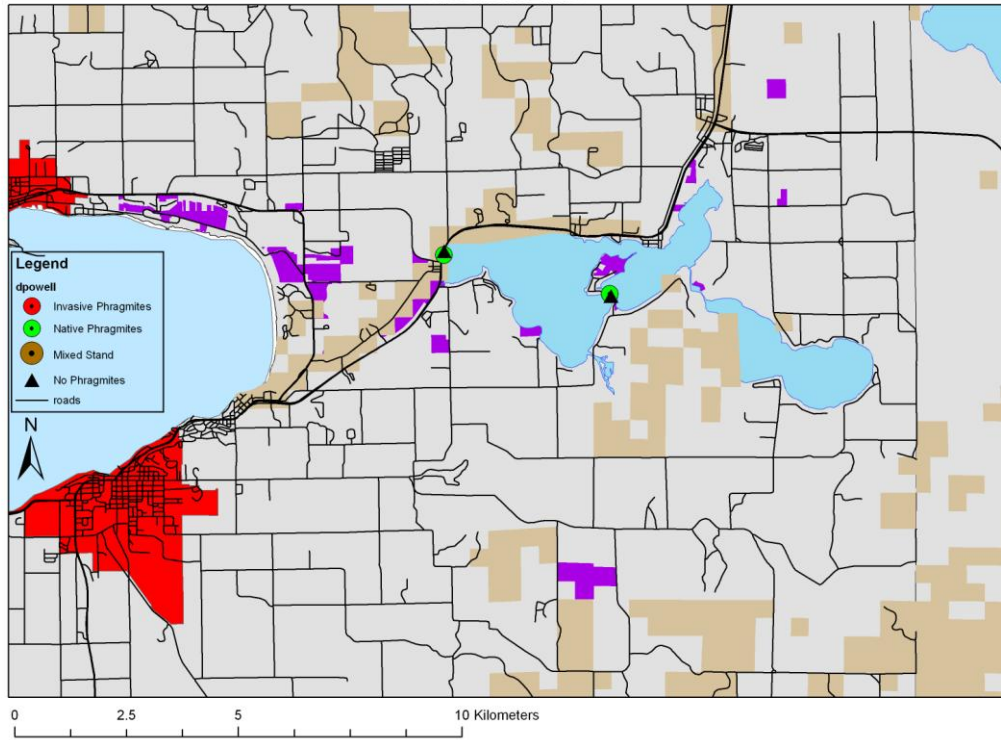 Legend
dpowell
Invasive Phragmites
Native Phragmites
Mixed Stand
No Phragmites
roads
N
0 2.5 5 10 Kilometers